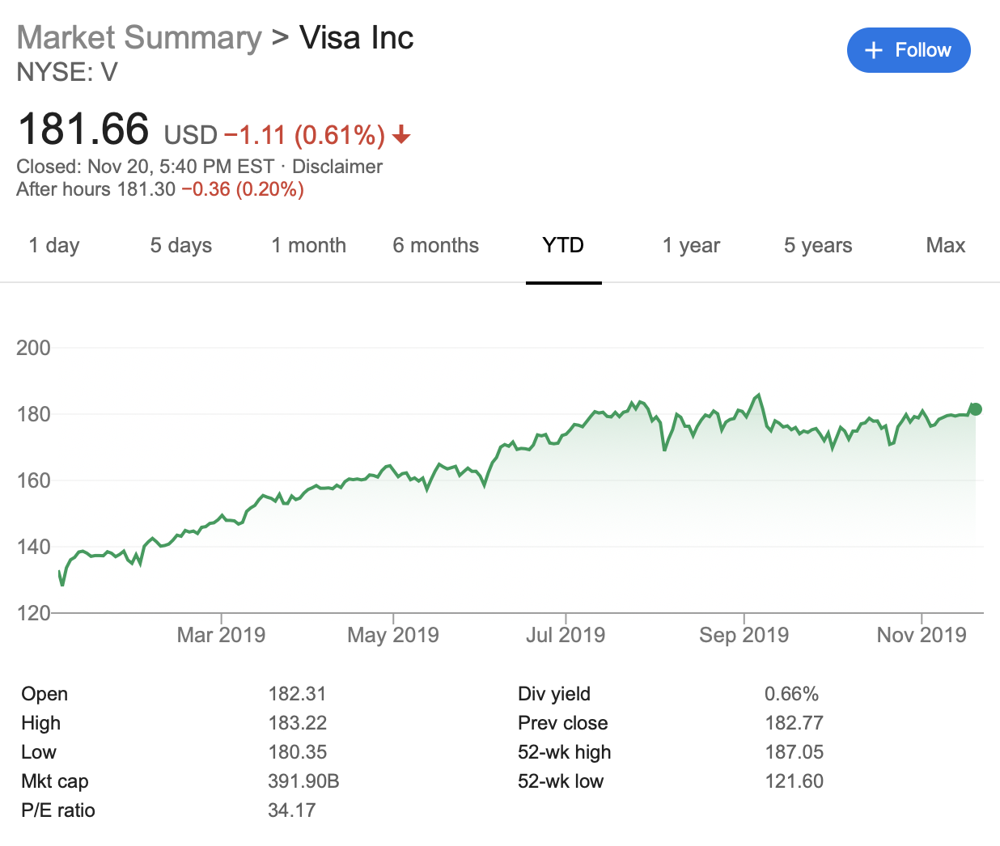 Market Summary > Visa Inc
NYSE: V
+ Follow
181.66 USD −1.11 (0.61%)
Closed: Nov 20, 5:40 PM EST · Disclaimer
After hours 181.30 −0.36 (0.20%)
1 day 5 days 1 month 6 months YTD 1 year 5 years Max
200
180
160
140
120
Mar 2019 May 2019 Jul 2019 Sep 2019 Nov 2019
Open 182.31 Div yield 0.66%
High 183.22 Prev close 182.77
Low 180.35 52-wk high 187.05
Mkt cap 391.90B 52-wk low 121.60
P/E ratio 34.17